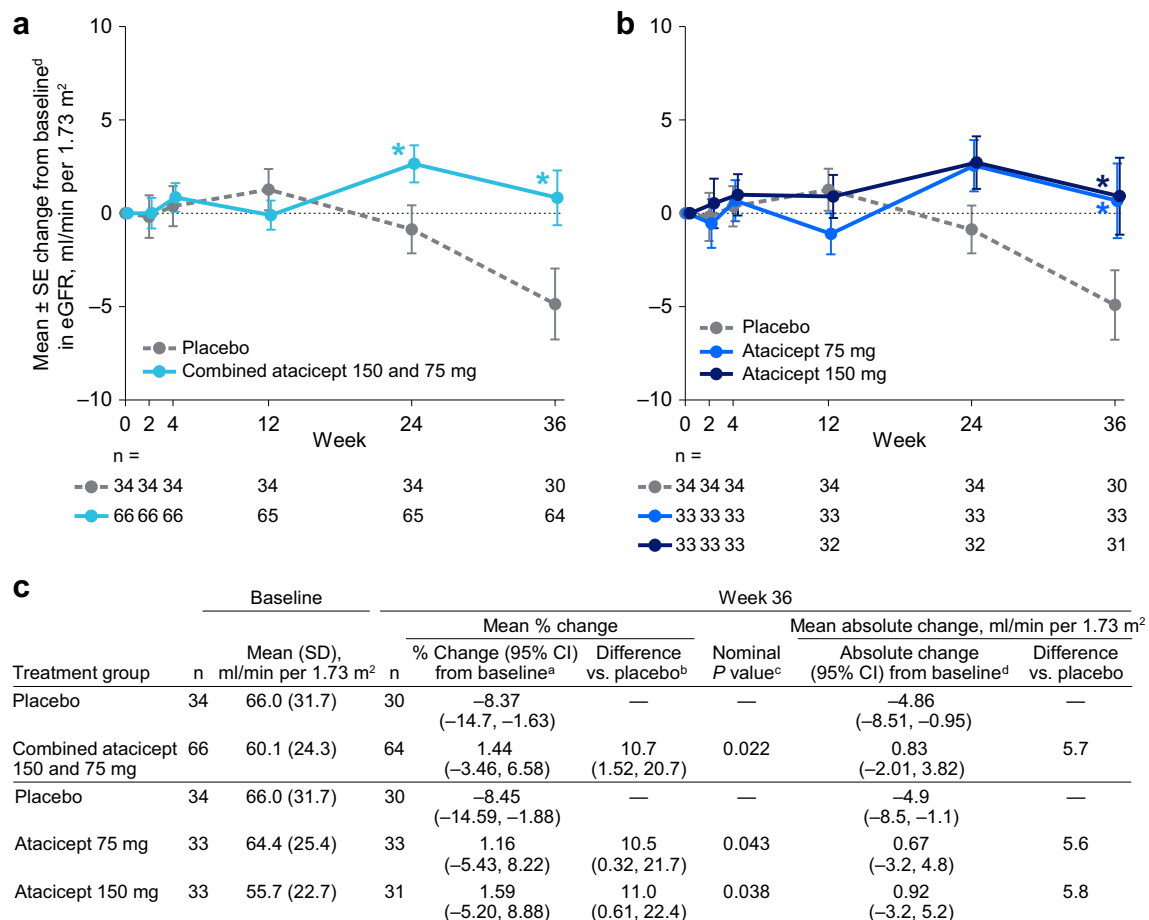 a
Mean ± SE change from baselineᵈ
in eGFR, ml/min per 1.73 m²
10
5
0
–5
–10
Placebo
Combined atacicept 150 and 75 mg
* *
0 2 4 12 24 36
Week
n =
34 34 34 34 34 30
66 66 66 65 65 64
b
10
5
0
–5
–10
Placebo
Atacicept 75 mg
Atacicept 150 mg
*
*
0 2 4 12 24 36
Week
n =
34 34 34 34 34 30
33 33 33 33 33 33
33 33 33 32 32 31
c
Baseline Week 36
Mean % change Mean absolute change, ml/min per 1.73 m²
Mean (SD), % Change (95% CI) Difference Nominal Absolute change Difference
Treatment group n ml/min per 1.73 m² n from baselineᵃ vs. placeboᵇ P valueᶜ (95% CI) from baselineᵈ vs. placebo
Placebo 34 66.0 (31.7) 30 –8.37 — — –4.86 —
(–14.7, –1.63) (–8.51, –0.95)
Combined atacicept 66 60.1 (24.3) 64 1.44 10.7 0.022 0.83 5.7
150 and 75 mg (–3.46, 6.58) (1.52, 20.7) (–2.01, 3.82)
Placebo 34 66.0 (31.7) 30 –8.45 — — –4.9 —
(–14.59, –1.88) (–8.5, –1.1)
Atacicept 75 mg 33 64.4 (25.4) 33 1.16 10.5 0.043 0.67 5.6
(–5.43, 8.22) (0.32, 21.7) (–3.2, 4.8)
Atacicept 150 mg 33 55.7 (22.7) 31 1.59 11.0 0.038 0.92 5.8
(–5.20, 8.88) (0.61, 22.4) (–3.2, 5.2)